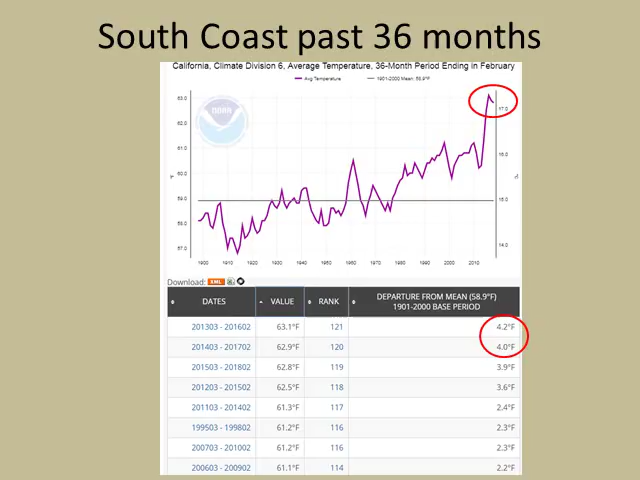 South Coast past 36 months
California, Climate Division 6, Average Temperature, 36-Month Period Ending in February
Avg Temperature 1901-2000 Mean: 58.9°F
NOAA
63.0
62.0
61.0
60.0
59.0
58.0
57.0
°F
17.0
16.0
15.0
14.0
°C
1900 1910 1920 1930 1940 1950 1960 1970 1980 1990 2000 2010
Download: XML
DATES VALUE RANK DEPARTURE FROM MEAN (58.9°F)
1901-2000 BASE PERIOD
201303 - 201602 63.1°F 121 4.2°F
201403 - 201702 62.9°F 120 4.0°F
201503 - 201802 62.8°F 119 3.9°F
201203 - 201502 62.5°F 118 3.6°F
201103 - 201402 61.3°F 117 2.4°F
199503 - 199802 61.2°F 116 2.3°F
200703 - 201002 61.2°F 116 2.3°F
200603 - 200902 61.1°F 114 2.2°F